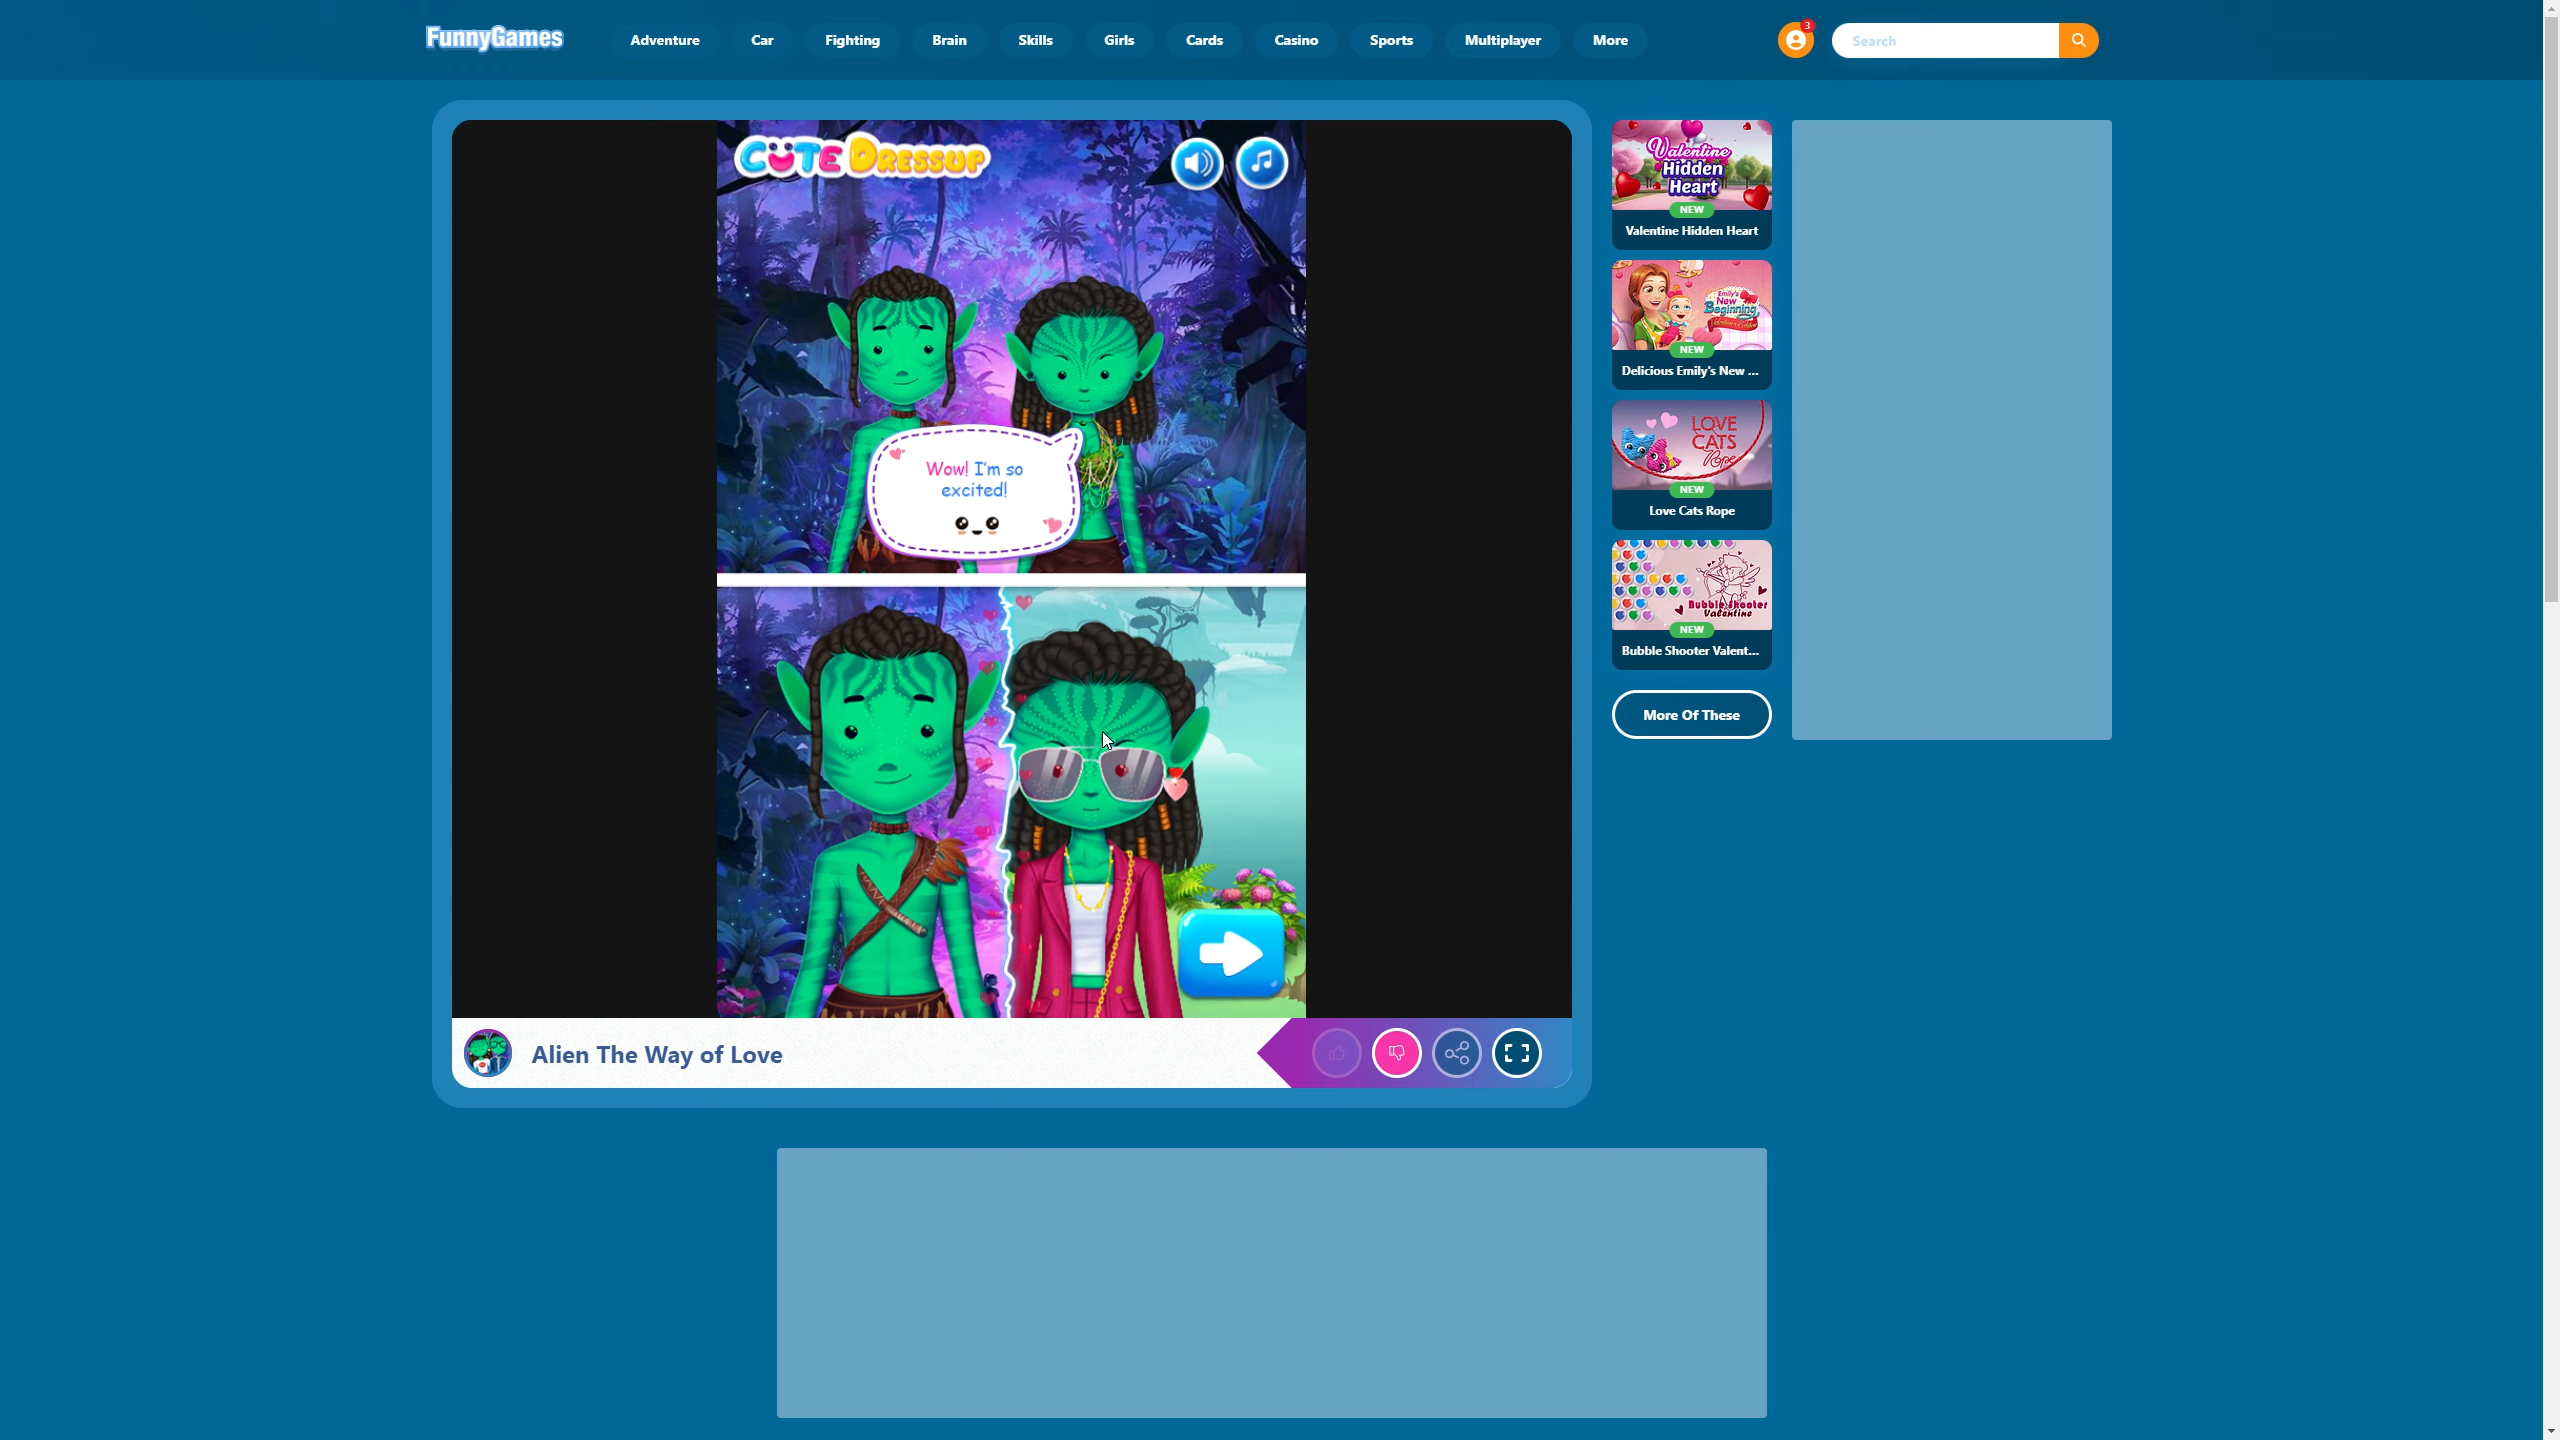 FunnyGames
Adventure
Car
Fighting
Brain
Skills
Girls
Cards
Casino
Sports
Multiplayer
More
3
Search
CUTE DRESSUP
Wow! I'm so
excited!
Valentine
Hidden
Heart
NEW
Valentine Hidden Heart
Emily's
New
Beginning
NEW
Delicious Emily's New ...
LOVE
CATS
Rope
NEW
Love Cats Rope
Bubble Shooter
Valentine
NEW
Bubble Shooter Valent...
More Of These
Alien The Way of Love